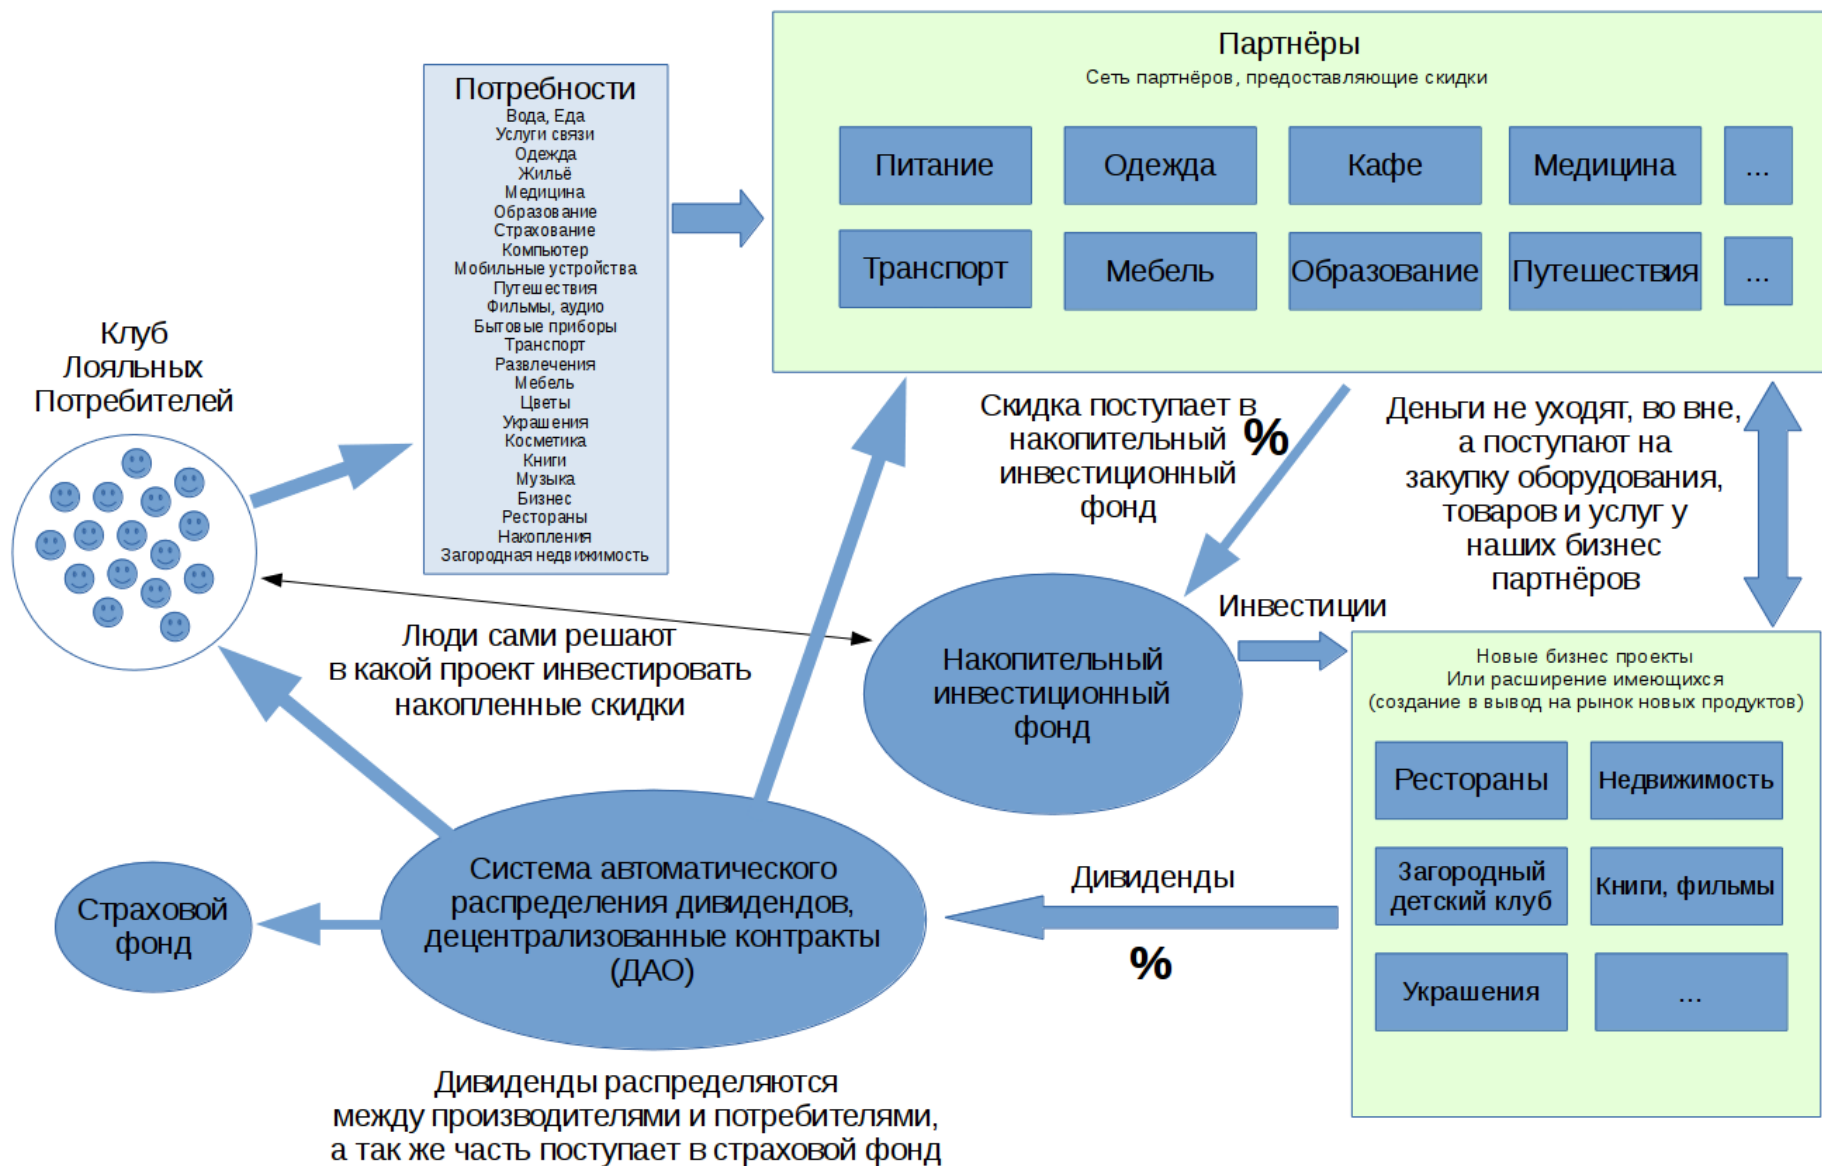 Партнёры
Сеть партнёров, предоставляющие скидки
Питание
Одежда
Кафе
Медицина
...
Транспорт
Мебель
Образование
Путешествия
...
Потребности
Вода, Еда
Услуги связи
Одежда
Жильё
Медицина
Образование
Страхование
Компьютер
Мобильные устройства
Путешествия
Фильмы, аудио
Бытовые приборы
Транспорт
Развлечения
Мебель
Цветы
Украшения
Косметика
Книги
Музыка
Бизнес
Рестораны
Накопления
Загородная недвижимость
Клуб
Лояльных
Потребителей
Скидка поступает в
накопительный
инвестиционный
фонд
%
Деньги не уходят, во вне,
а поступают на
закупку оборудования,
товаров и услуг у
наших бизнес
партнёров
Люди сами решают
в какой проект инвестировать
накопленные скидки
Накопительный
инвестиционный
фонд
Инвестиции
Новые бизнес проекты
Или расширение имеющихся
(создание в вывод на рынок новых продуктов)
Рестораны
Недвижимость
Загородный
детский клуб
Книги, фильмы
Украшения
...
Дивиденды
%
Система автоматического
распределения дивидендов,
децентрализованные контракты
(ДАО)
Страховой
фонд
Дивиденды распределяются
между производителями и потребителями,
а так же часть поступает в страховой фонд